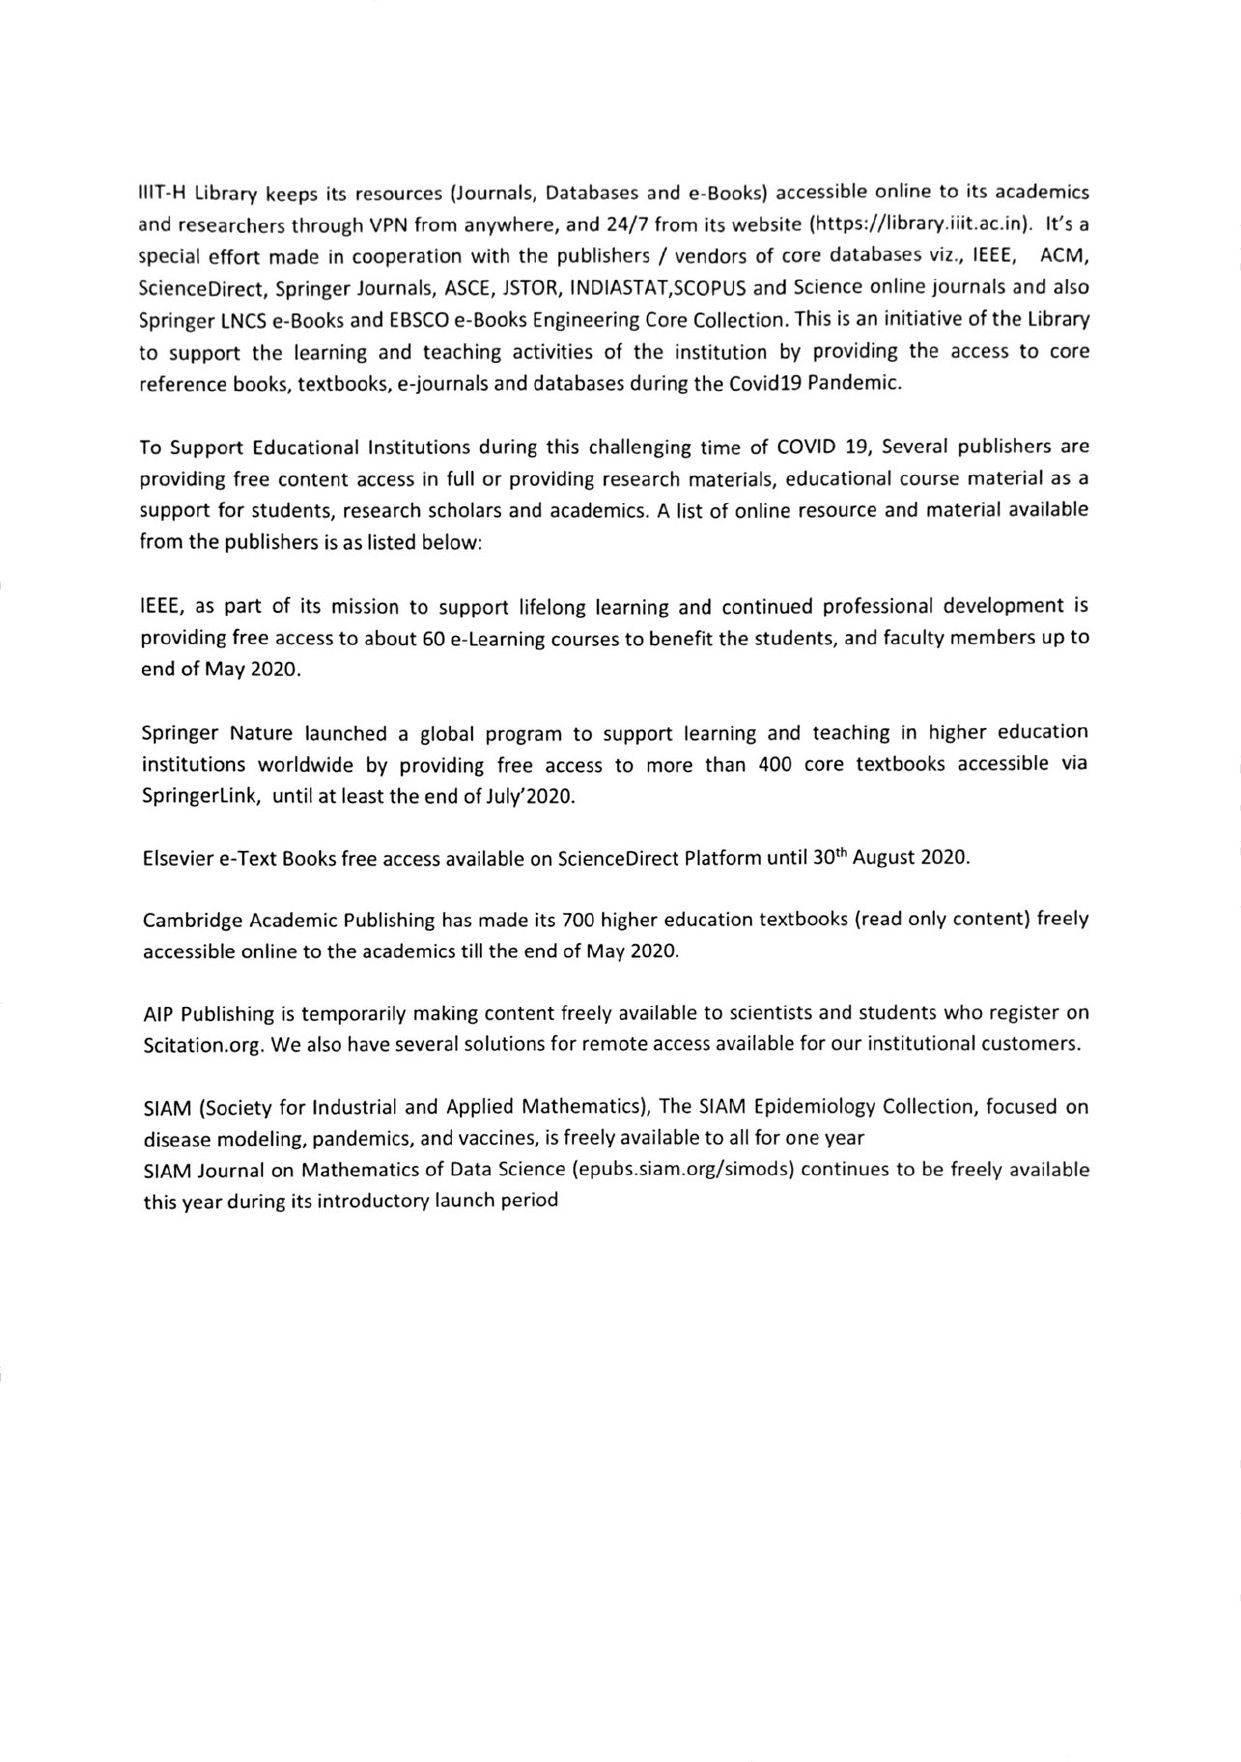 IIIT-H Library keeps its resources (Journals, Databases and e-Books) accessible online to its academics
and researchers through VPN from anywhere, and 24/7 from its website (https://library.iiit.ac.in). It's a
special effort made in cooperation with the publishers / vendors of core databases viz., IEEE, ACM,
ScienceDirect, Springer Journals, ASCE, JSTOR, INDIASTAT,SCOPUS and Science online journals and also
Springer LNCS e-Books and EBSCO e-Books Engineering Core Collection. This is an initiative of the Library
to support the learning and teaching activities of the institution by providing the access to core
reference books, textbooks, e-journals and databases during the Covid19 Pandemic.
To Support Educational Institutions during this challenging time of COVID 19, Several publishers are
providing free content access in full or providing research materials, educational course material as a
support for students, research scholars and academics. A list of online resource and material available
from the publishers is as listed below:
IEEE, as part of its mission to support lifelong learning and continued professional development is
providing free access to about 60 e-Learning courses to benefit the students, and faculty members up to
end of May 2020.
Springer Nature launched a global program to support learning and teaching in higher education
institutions worldwide by providing free access to more than 400 core textbooks accessible via
SpringerLink, until at least the end of July'2020.
Elsevier e-Text Books free access available on ScienceDirect Platform until 30th August 2020.
Cambridge Academic Publishing has made its 700 higher education textbooks (read only content) freely
accessible online to the academics till the end of May 2020.
AIP Publishing is temporarily making content freely available to scientists and students who register on
Scitation.org. We also have several solutions for remote access available for our institutional customers.
SIAM (Society for Industrial and Applied Mathematics), The SIAM Epidemiology Collection, focused on
disease modeling, pandemics, and vaccines, is freely available to all for one year
SIAM Journal on Mathematics of Data Science (epubs.siam.org/simods) continues to be freely available
this year during its introductory launch period